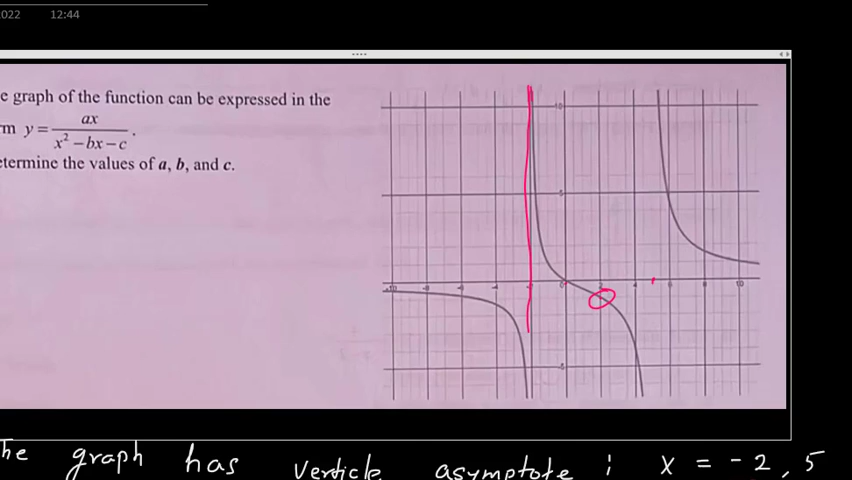 022 12:44
e graph of the function can be expressed in the
m y = ax / (x² − bx − c) .
etermine the values of a, b, and c.
10
5
-10 -8 -6 -4 -2 0 2 4 6 8 10
-5
The graph has verticle asymptote : x = -2, 5